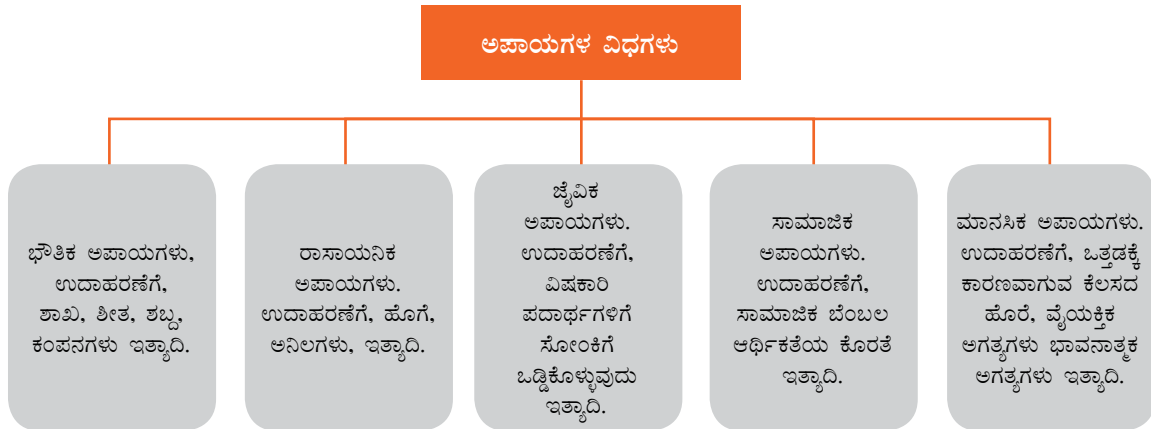 ಅಪಾಯಗಳ ವಿಧಗಳು
ಭೌತಿಕ ಅಪಾಯಗಳು,
ಉದಾಹರಣೆಗೆ,
ಶಾಖ, ಶೀತ, ಶಬ್ದ,
ಕಂಪನಗಳು ಇತ್ಯಾದಿ.
ರಾಸಾಯನಿಕ
ಅಪಾಯಗಳು.
ಉದಾಹರಣೆಗೆ, ಹೊಗೆ,
ಅನಿಲಗಳು, ಇತ್ಯಾದಿ.
ಜೈವಿಕ
ಅಪಾಯಗಳು.
ಉದಾಹರಣೆಗೆ,
ವಿಷಕಾರಿ
ಪದಾರ್ಥಗಳಿಗೆ
ಸೋಂಕಿಗೆ
ಒಡ್ಡಿಕೊಳ್ಳುವುದು
ಇತ್ಯಾದಿ.
ಸಾಮಾಜಿಕ
ಅಪಾಯಗಳು.
ಉದಾಹರಣೆಗೆ,
ಸಾಮಾಜಿಕ ಬೆಂಬಲ
ಆರ್ಥಿಕತೆಯ ಕೊರತೆ
ಇತ್ಯಾದಿ.
ಮಾನಸಿಕ ಅಪಾಯಗಳು.
ಉದಾಹರಣೆಗೆ, ಒತ್ತಡಕ್ಕೆ
ಕಾರಣವಾಗುವ ಕೆಲಸದ
ಹೊರೆ, ವೈಯಕ್ತಿಕ
ಅಗತ್ಯಗಳು ಭಾವನಾತ್ಮಕ
ಅಗತ್ಯಗಳು ಇತ್ಯಾದಿ.